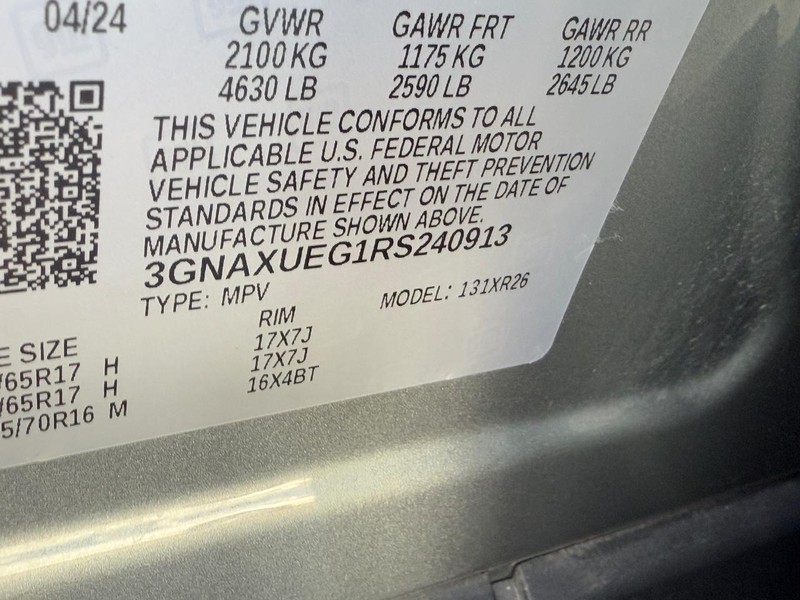 04/24 GVWR GAWR FRT GAWR RR
2100 KG 1175 KG 1200 KG
4630 LB 2590 LB 2645 LB
THIS VEHICLE CONFORMS TO ALL
APPLICABLE U.S. FEDERAL MOTOR
VEHICLE SAFETY AND THEFT PREVENTION
STANDARDS IN EFFECT ON THE DATE OF
MANUFACTURE SHOWN ABOVE.
3GNAXUEG1RS240913
TYPE: MPV MODEL: 131XR26
E SIZE RIM
/65R17 H 17X7J
/65R17 H 17X7J
5/70R16 M 16X4BT